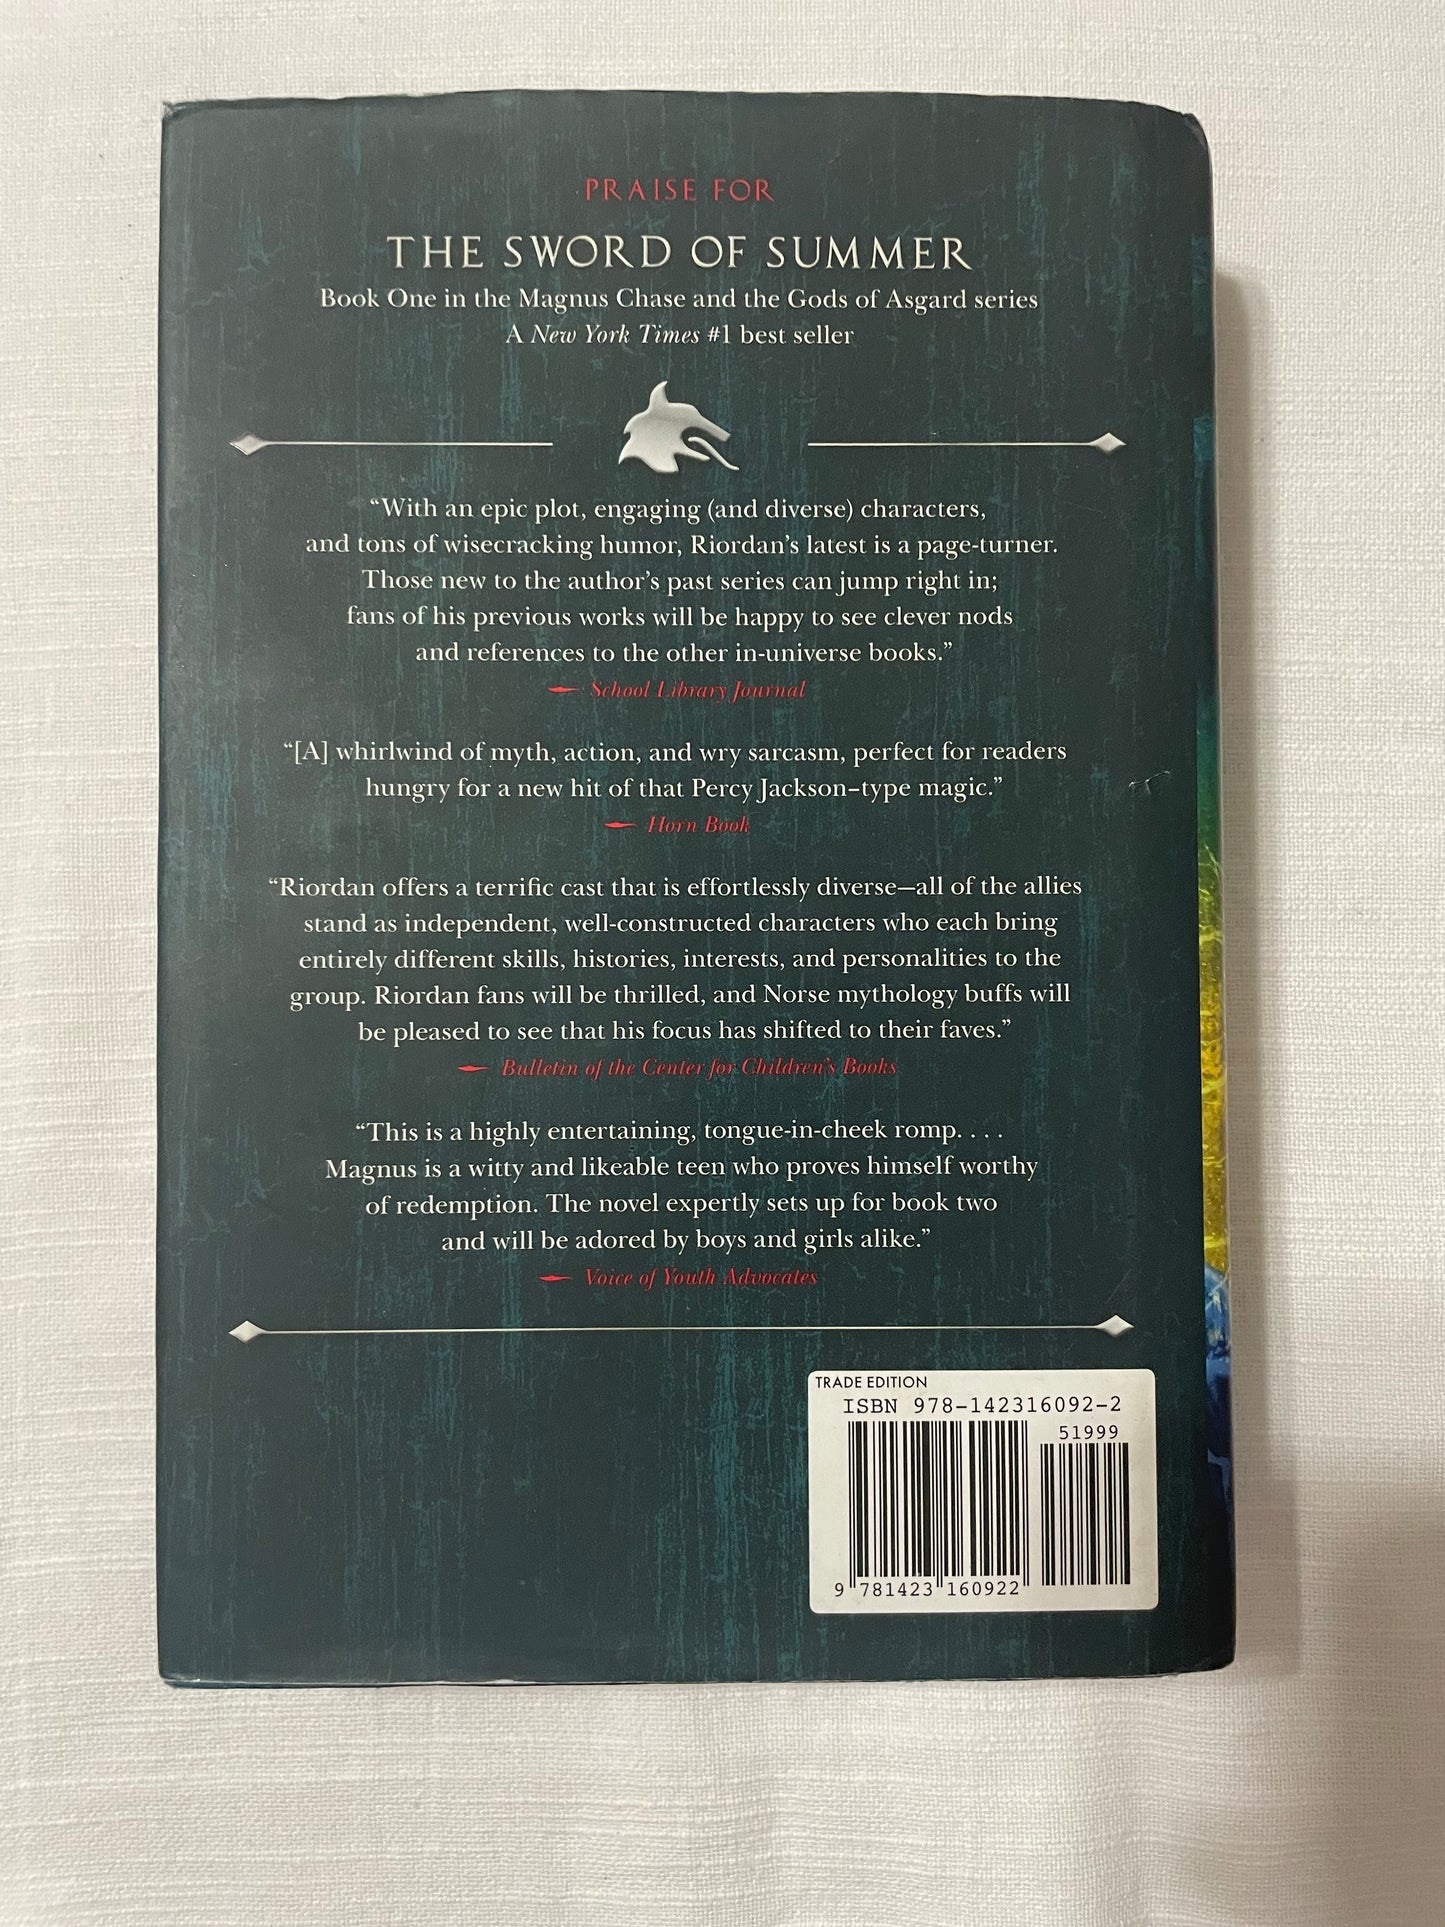 PRAISE FOR
THE SWORD OF SUMMER
Book One in the Magnus Chase and the Gods of Asgard series
A New York Times #1 best seller
“With an epic plot, engaging (and diverse) characters,
and tons of wisecracking humor, Riordan’s latest is a page-turner.
Those new to the author’s past series can jump right in;
fans of his previous works will be happy to see clever nods
and references to the other in-universe books.”
School Library Journal
“[A] whirlwind of myth, action, and wry sarcasm, perfect for readers
hungry for a new hit of that Percy Jackson–type magic.”
Horn Book
“Riordan offers a terrific cast that is effortlessly diverse—all of the allies
stand as independent, well-constructed characters who each bring
entirely different skills, histories, interests, and personalities to the
group. Riordan fans will be thrilled, and Norse mythology buffs will
be pleased to see that his focus has shifted to their faves.”
Bulletin of the Center for Children’s Books
“This is a highly entertaining, tongue-in-cheek romp. . . .
Magnus is a witty and likeable teen who proves himself worthy
of redemption. The novel expertly sets up for book two
and will be adored by boys and girls alike.”
Voice of Youth Advocates
TRADE EDITION
ISBN 978-142316092-2
51999
9 781423 160922